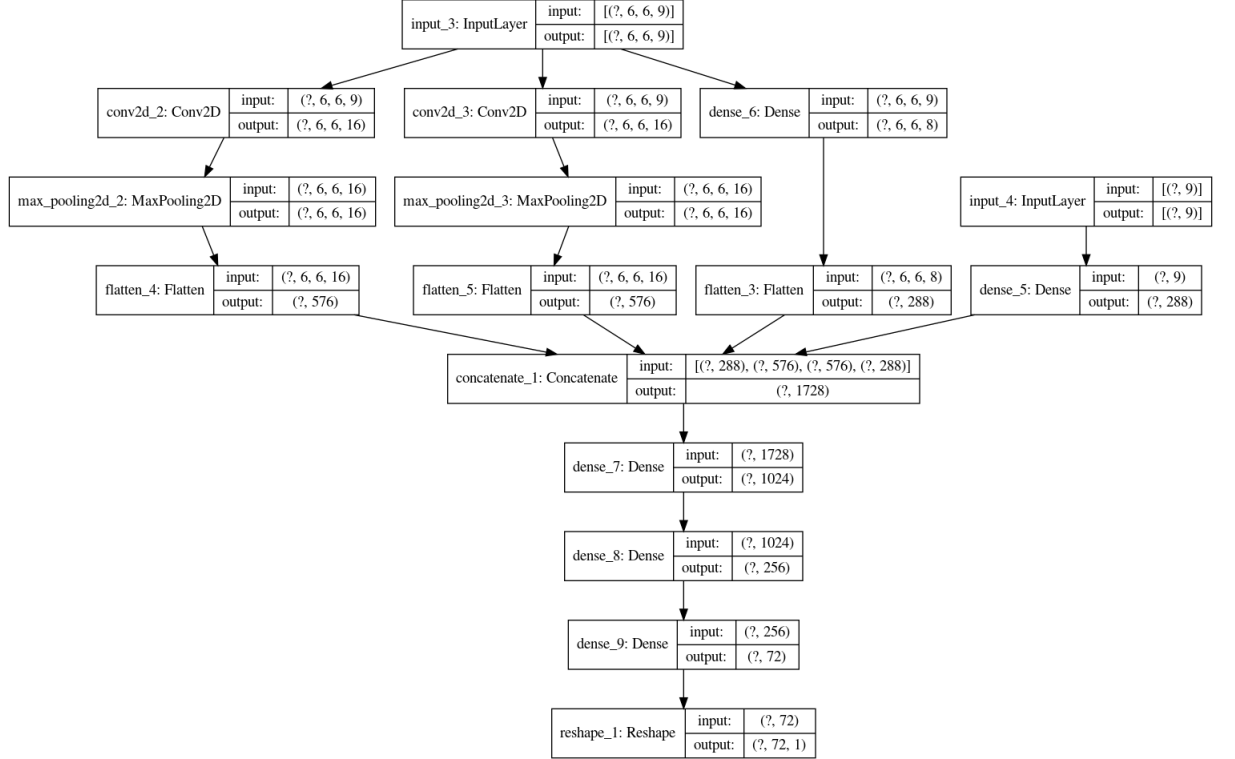 input_3: InputLayer
input: [(?, 6, 6, 9)]
output: [(?, 6, 6, 9)]
conv2d_2: Conv2D
input: (?, 6, 6, 9)
output: (?, 6, 6, 16)
conv2d_3: Conv2D
input: (?, 6, 6, 9)
output: (?, 6, 6, 16)
dense_6: Dense
input: (?, 6, 6, 9)
output: (?, 6, 6, 8)
max_pooling2d_2: MaxPooling2D
input: (?, 6, 6, 16)
output: (?, 6, 6, 16)
max_pooling2d_3: MaxPooling2D
input: (?, 6, 6, 16)
output: (?, 6, 6, 16)
input_4: InputLayer
input: [(?, 9)]
output: [(?, 9)]
flatten_4: Flatten
input: (?, 6, 6, 16)
output: (?, 576)
flatten_5: Flatten
input: (?, 6, 6, 16)
output: (?, 576)
flatten_3: Flatten
input: (?, 6, 6, 8)
output: (?, 288)
dense_5: Dense
input: (?, 9)
output: (?, 288)
concatenate_1: Concatenate
input: [(?, 288), (?, 576), (?, 576), (?, 288)]
output: (?, 1728)
dense_7: Dense
input: (?, 1728)
output: (?, 1024)
dense_8: Dense
input: (?, 1024)
output: (?, 256)
dense_9: Dense
input: (?, 256)
output: (?, 72)
reshape_1: Reshape
input: (?, 72)
output: (?, 72, 1)